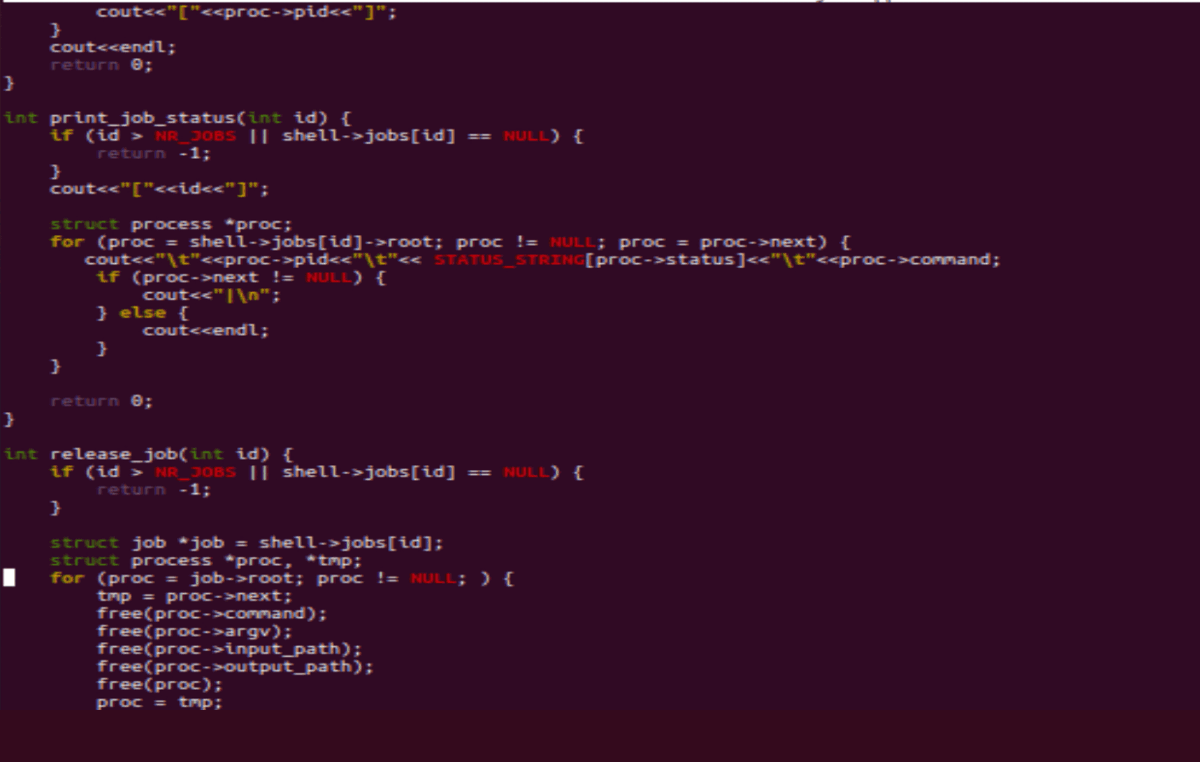 cout<<"["<<proc->pid<<"]";
}
cout<<endl;
return 0;
}
int print_job_status(int id) {
if (id > NR_JOBS || shell->jobs[id] == NULL) {
return -1;
}
cout<<"["<<id<<"]";
struct process *proc;
for (proc = shell->jobs[id]->root; proc != NULL; proc = proc->next) {
cout<<"\t"<<proc->pid<<"\t"<< STATUS_STRING[proc->status]<<"\t"<<proc->command;
if (proc->next != NULL) {
cout<<"|\n";
} else {
cout<<endl;
}
}
return 0;
}
int release_job(int id) {
if (id > NR_JOBS || shell->jobs[id] == NULL) {
return -1;
}
struct job *job = shell->jobs[id];
struct process *proc, *tmp;
for (proc = job->root; proc != NULL; ) {
tmp = proc->next;
free(proc->command);
free(proc->argv);
free(proc->input_path);
free(proc->output_path);
free(proc);
proc = tmp;